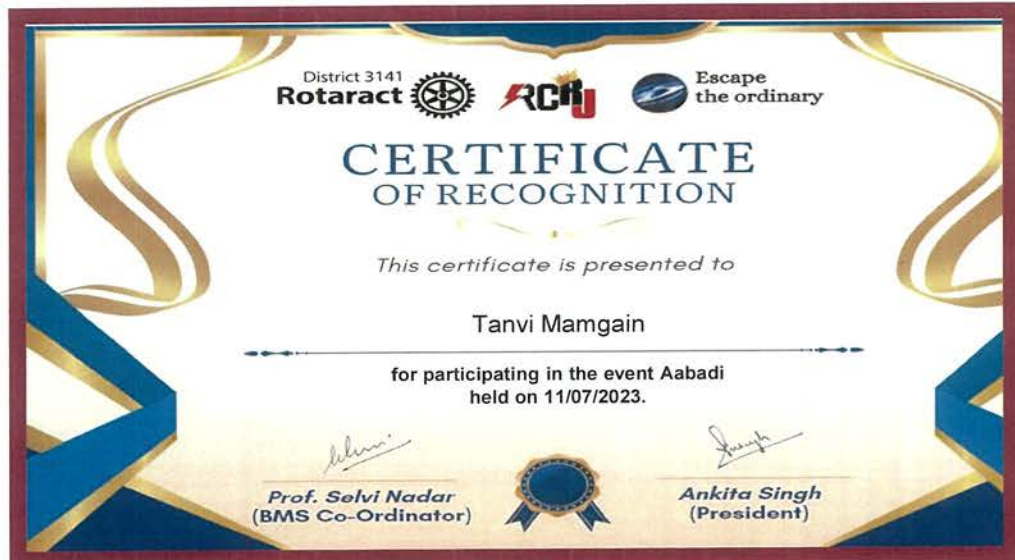 District 3141
Rotaract
RCRJ
Escape
the ordinary
CERTIFICATE
OF RECOGNITION
This certificate is presented to
Tanvi Mamgain
for participating in the event Aabadi
held on 11/07/2023.
Prof. Selvi Nadar
(BMS Co-Ordinator)
Ankita Singh
(President)